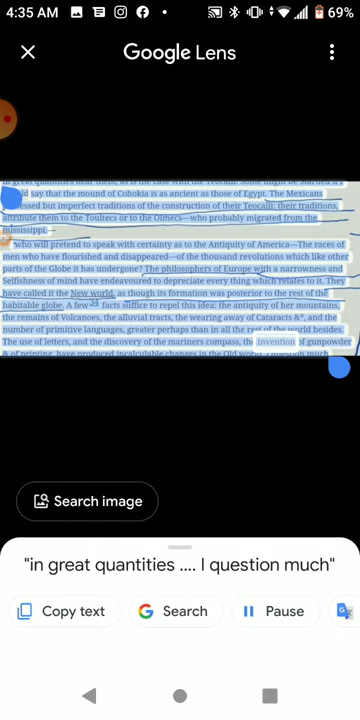 4:35 AM
69%
Google Lens
in great quantities near them, as is the case with the Teocalli. Some might be startled if I
say that the mound of Cohokia is as ancient as those of Egypt. The Mexicans
but imperfect traditions of the construction of their Teocalli: their traditions,
attribute them to the Toulters or to the Olmecs—who probably migrated from the
mississippi.—
who will pretend to speak with certainty as to the Antiquity of America—The races of
men who have flourished and disappeared—of the thousand revolutions which like other
parts of the Globe it has undergone? The philosophers of Europe with a narrowness and
Selfishness of mind have endeavoured to depreciate every thing which relates to it. They
have called it the New world, as though its formation was posterior to the rest of the
habitable globe. A few 23 facts suffice to repel this idea: the antiquity of her mountains,
the remains of Volcanoes, the alluvial tracts, the wearing away of Cataracts &ª, and the
number of primitive languages, greater perhaps than in all the rest of the world besides.
The use of letters, and the discovery of the mariners compass, the invention of gunpowder
& of printing, have produced incalculable changes in the Old world. I question much
Search image
"in great quantities .... I question much"
Copy text
Search
Pause